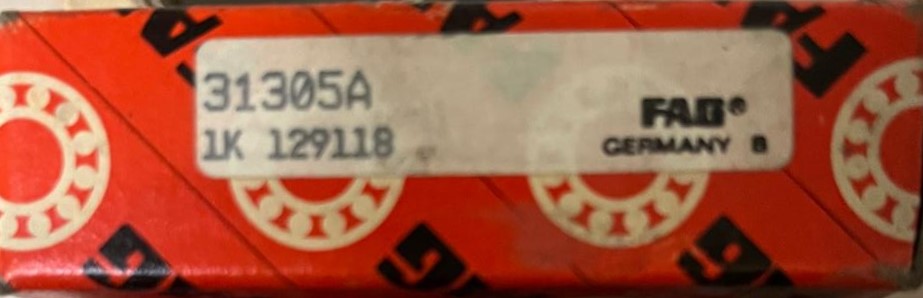 31305A
1K 129118
FAG®
GERMANY B